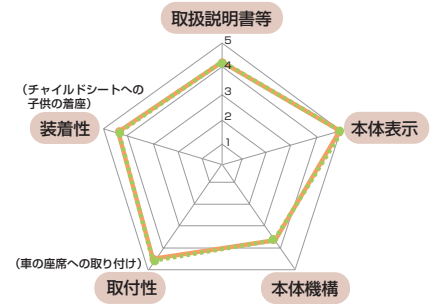 取扱説明書等
5
4
3
2
1
（チャイルドシートへの
子供の着座）
装着性
本体表示
（車の座席への取り付け）
取付性
本体機構